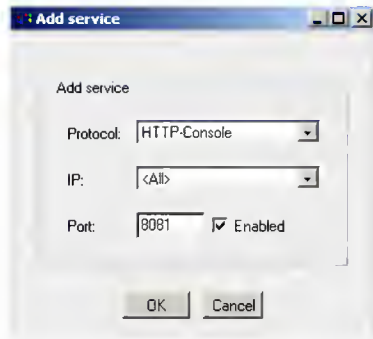 Add service
Add service
Protocol: HTTP-Console
IP: <All>
Port: 8081 Enabled
OK Cancel